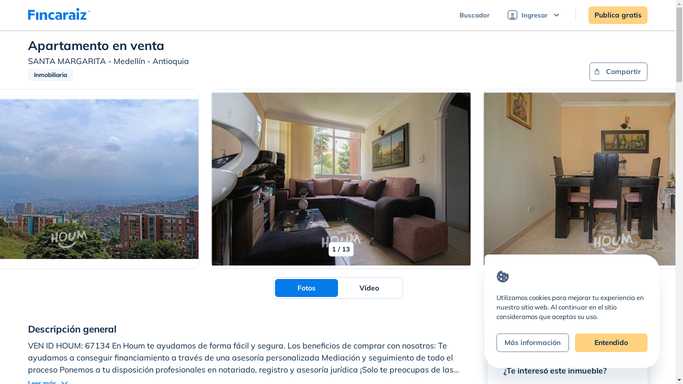 Fincaraiz
Buscador
Ingresar
Publica gratis
Apartamento en venta
SANTA MARGARITA - Medellín - Antioquia
Inmobiliaria
Compartir
HOUM
HOUM
HOUM
1 / 13
Fotos
Video
Descripción general
VEN ID HOUM: 67134 En Houm te ayudamos de forma fácil y segura. Los beneficios de comprar con nosotros: Te
ayudamos a conseguir financiamiento a través de una asesoría personalizada Mediación y seguimiento de todo el
proceso Ponemos a tu disposición profesionales en notariado, registro y asesoría jurídica ¡Solo te preocupas de las...
Leer más
Utilizamos cookies para mejorar tu experiencia en
nuestro sitio web. Al continuar en el sitio
consideramos que aceptas su uso.
Más información
Entendido
¿Te interesó este inmueble?